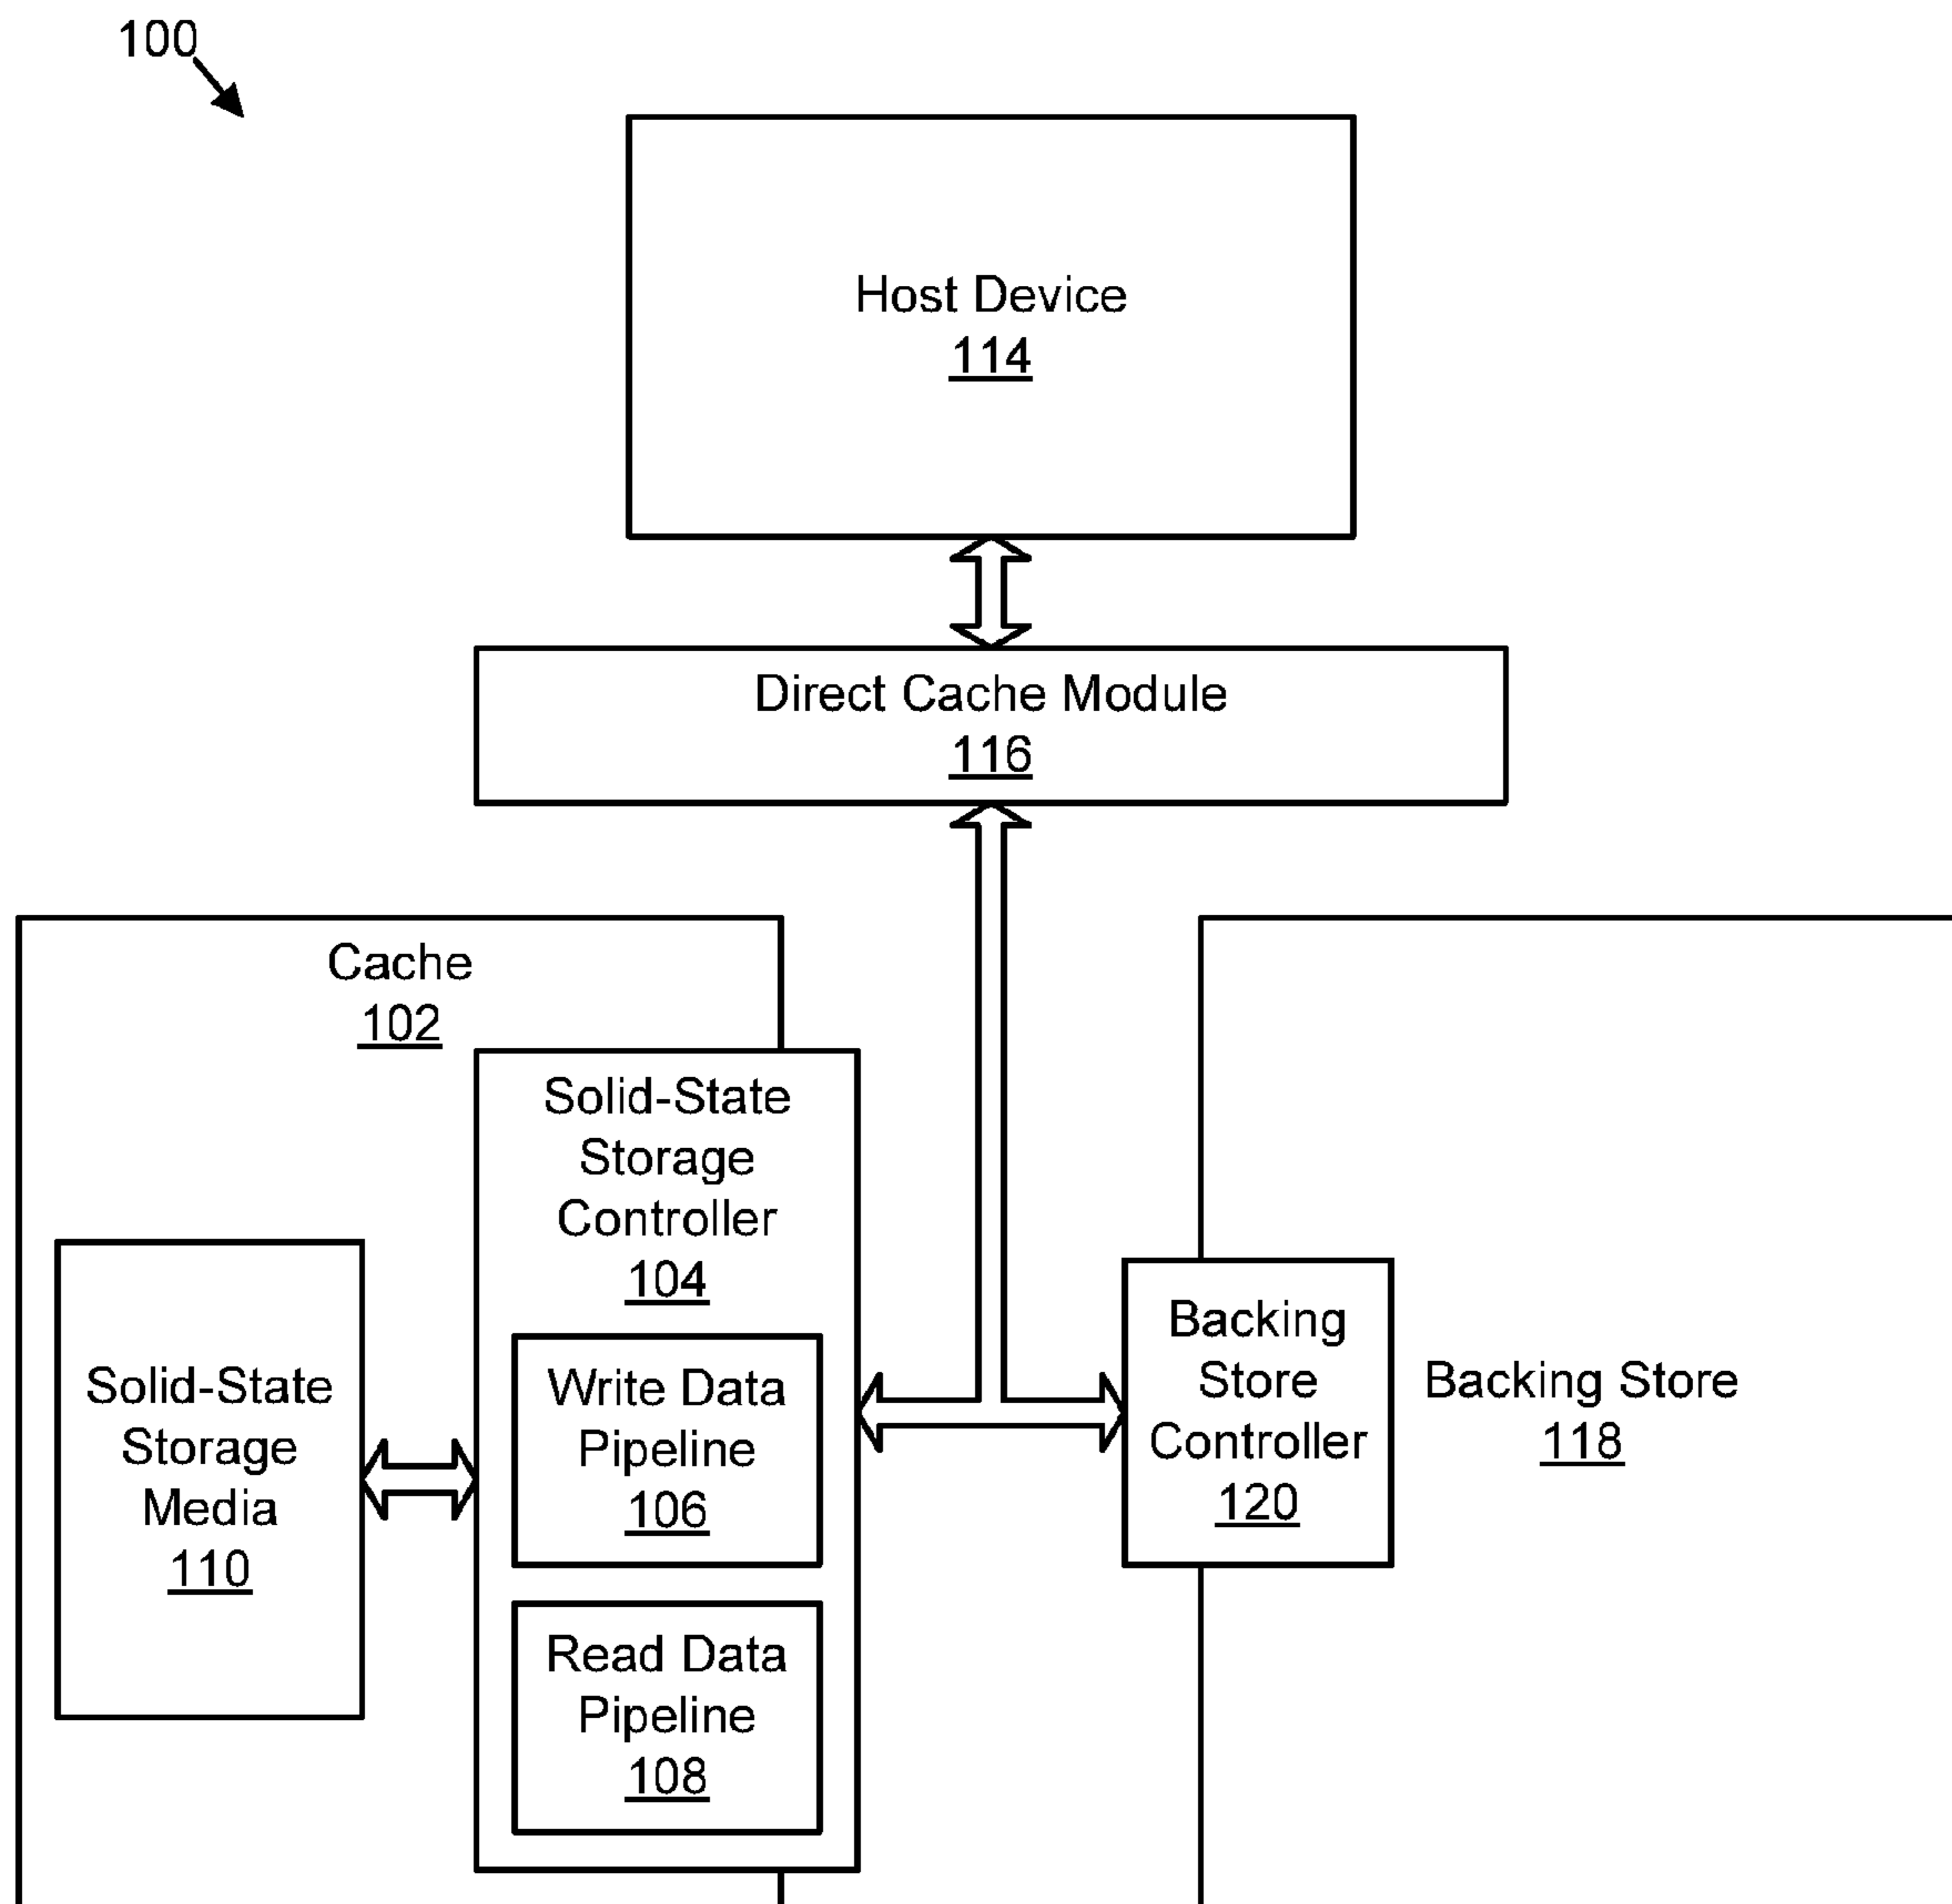 100
Host Device
114
Direct Cache Module
116
Cache
102
Solid-State
Storage
Controller
104
Solid-State
Storage
Media
110
Write Data
Pipeline
106
Read Data
Pipeline
108
Backing
Store
Controller
120
Backing Store
118